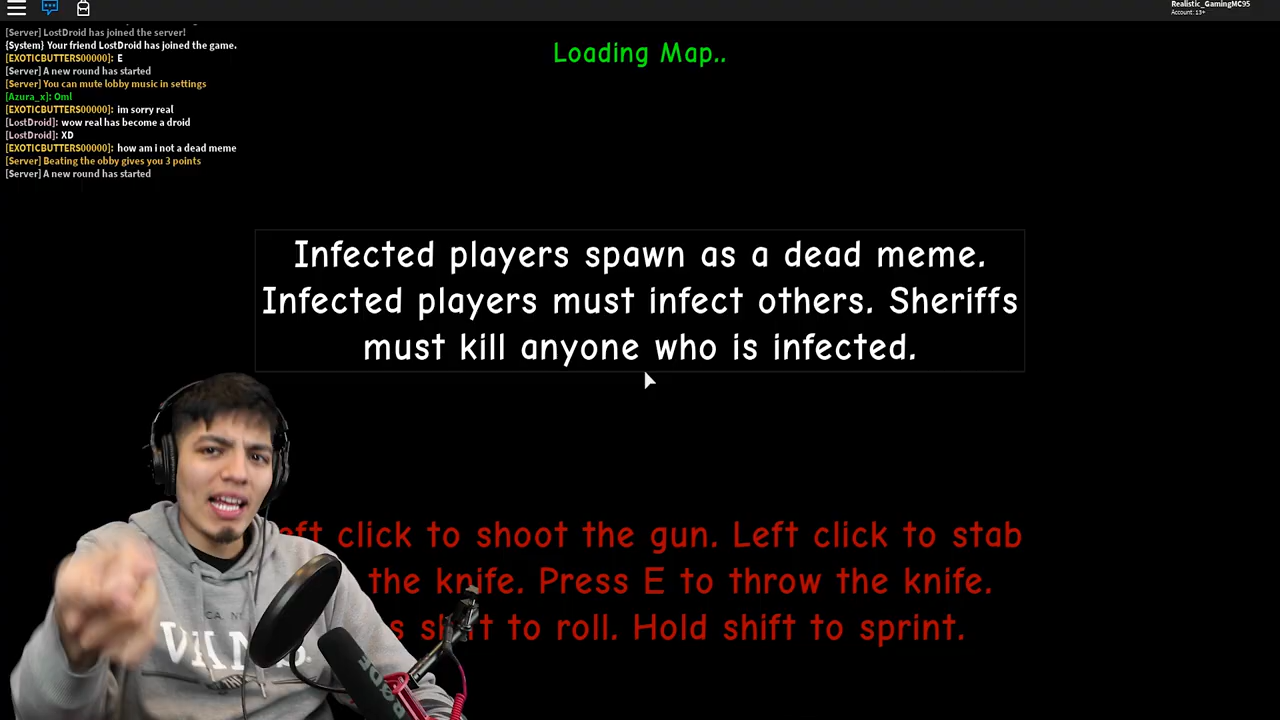 Realistic_GamingMC95
Account: 13+
[Server] LostDroid has joined the server!
{System} Your friend LostDroid has joined the game.
[EXOTICBUTTERS00000]: E
[Server] A new round has started
[Server] You can mute lobby music in settings
[Azura_x]: Oml
[EXOTICBUTTERS00000]: im sorry real
[LostDroid]: wow real has become a droid
[LostDroid]: XD
[EXOTICBUTTERS00000]: how am i not a dead meme
[Server] Beating the obby gives you 3 points
[Server] A new round has started
Loading Map..
Infected players spawn as a dead meme.
Infected players must infect others. Sheriffs
must kill anyone who is infected.
click to shoot the gun. Left click to stab
the knife. Press E to throw the knife.
to roll. Hold shift to sprint.
VANS
RØDE